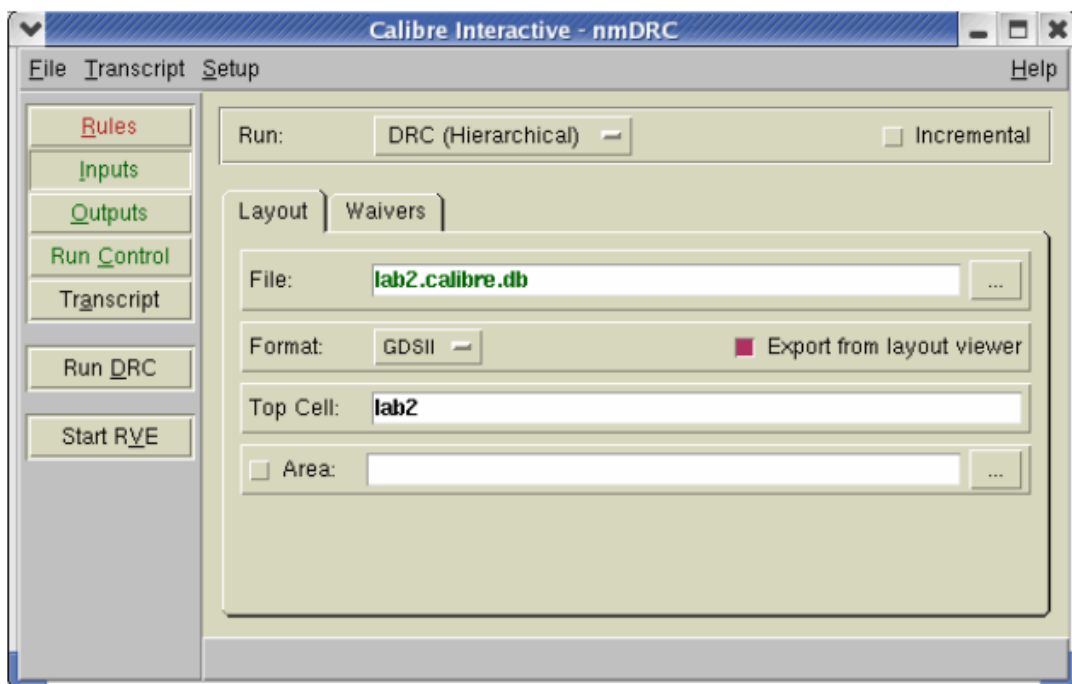 Calibre Interactive - nmDRC
File Transcript Setup Help
Rules
Inputs
Outputs
Run Control
Transcript
Run DRC
Start RVE
Run: DRC (Hierarchical) Incremental
Layout Waivers
File: lab2.calibre.db ...
Format: GDSII Export from layout viewer
Top Cell: lab2
Area: ...